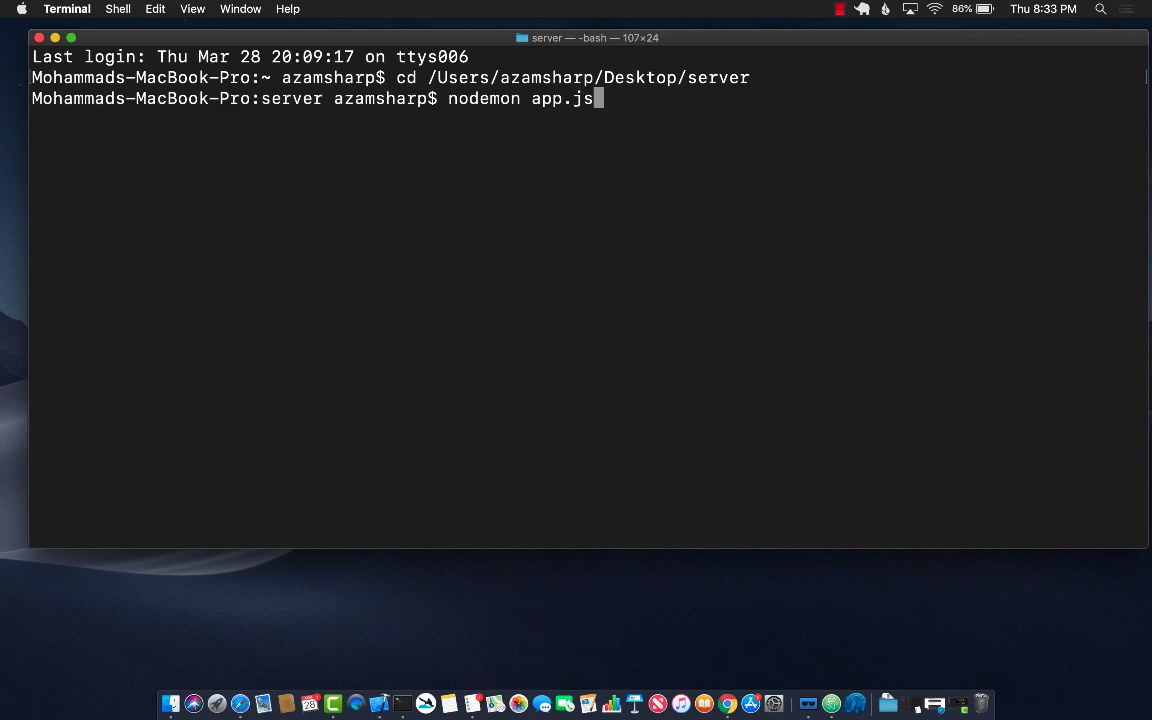 Terminal Shell Edit View Window Help 86% Thu 8:33 PM
server — -bash — 107×24
Last login: Thu Mar 28 20:09:17 on ttys006
Mohammads-MacBook-Pro:~ azamsharp$ cd /Users/azamsharp/Desktop/server
Mohammads-MacBook-Pro:server azamsharp$ nodemon app.js
28